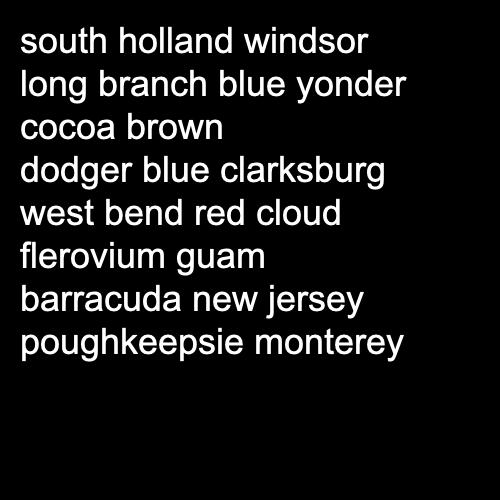 south holland windsor
long branch blue yonder
cocoa brown
dodger blue clarksburg
west bend red cloud
flerovium guam
barracuda new jersey
poughkeepsie monterey